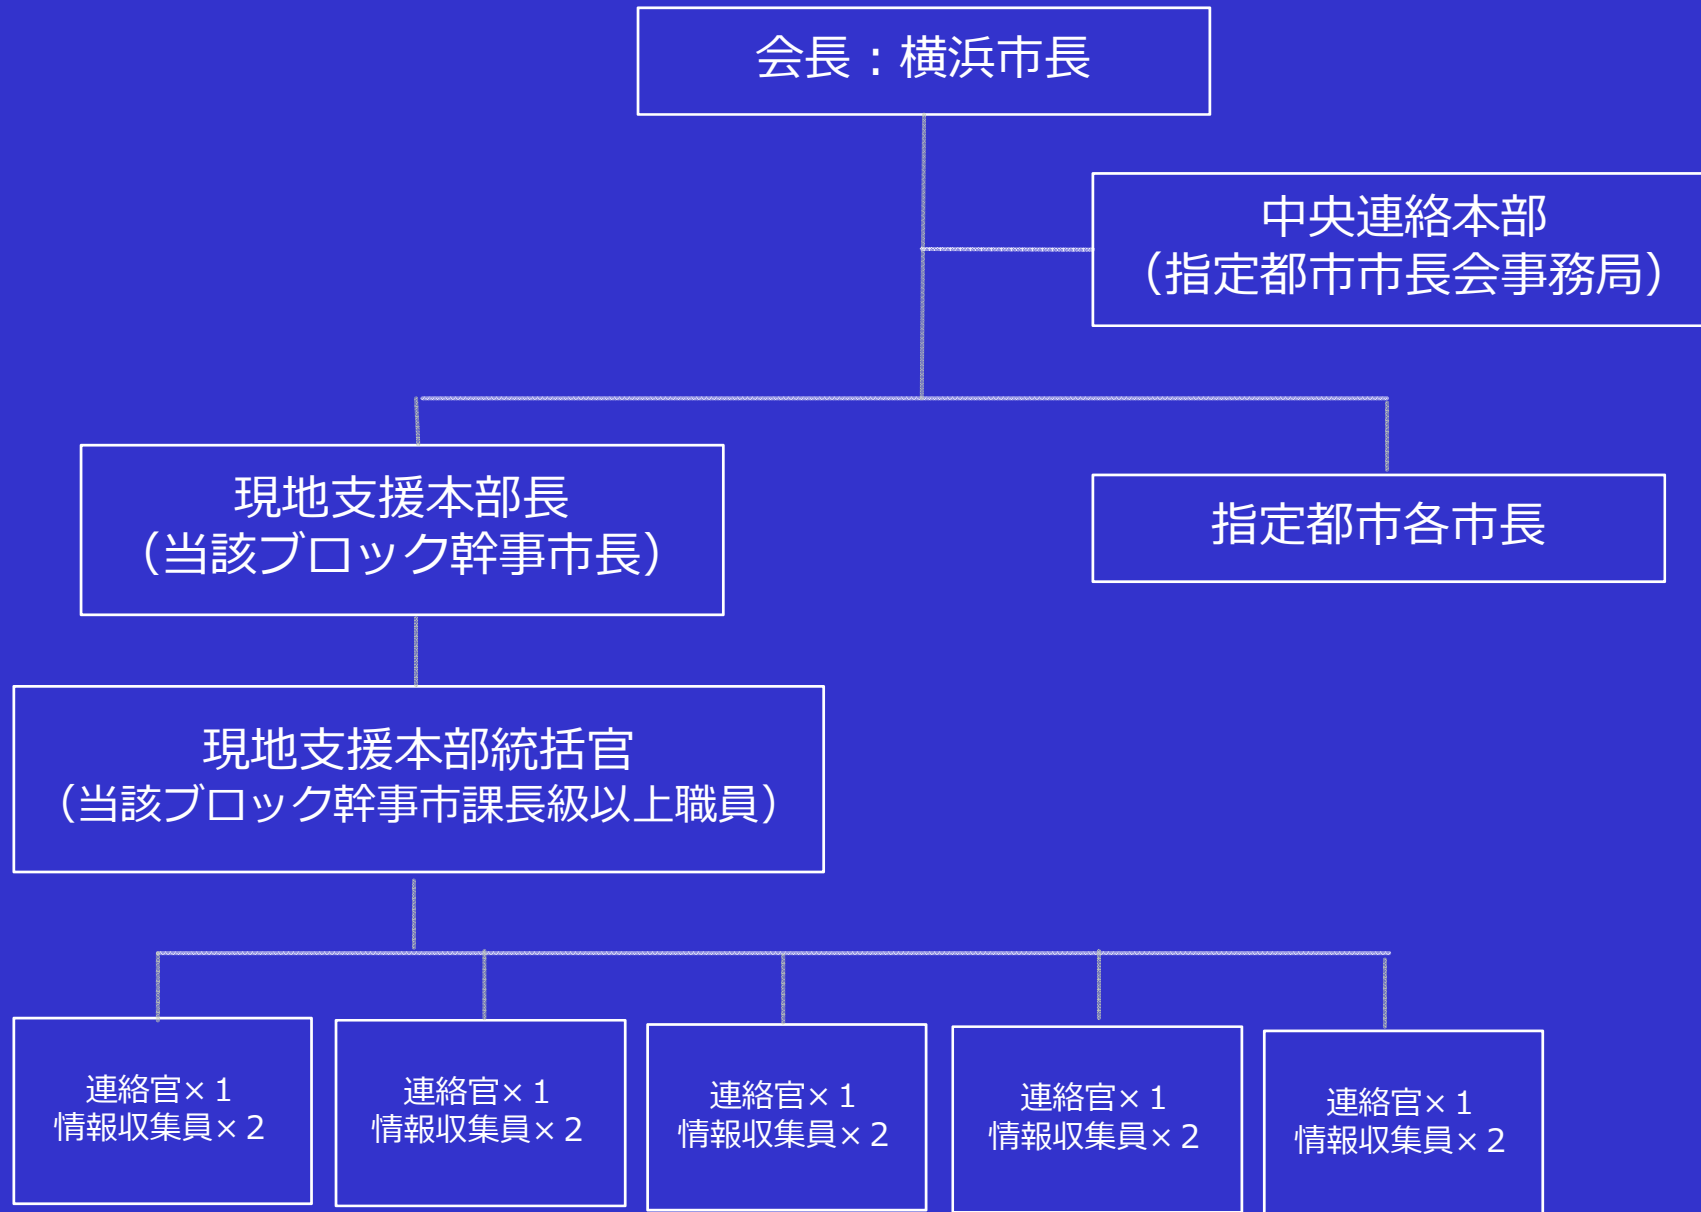 会長：横浜市長
中央連絡本部
（指定都市市長会事務局）
現地支援本部長
（当該ブロック幹事市長）
指定都市各市長
現地支援本部統括官
（当該ブロック幹事市課長級以上職員）
連絡官×１
情報収集員×２
連絡官×１
情報収集員×２
連絡官×１
情報収集員×２
連絡官×１
情報収集員×２
連絡官×１
情報収集員×２